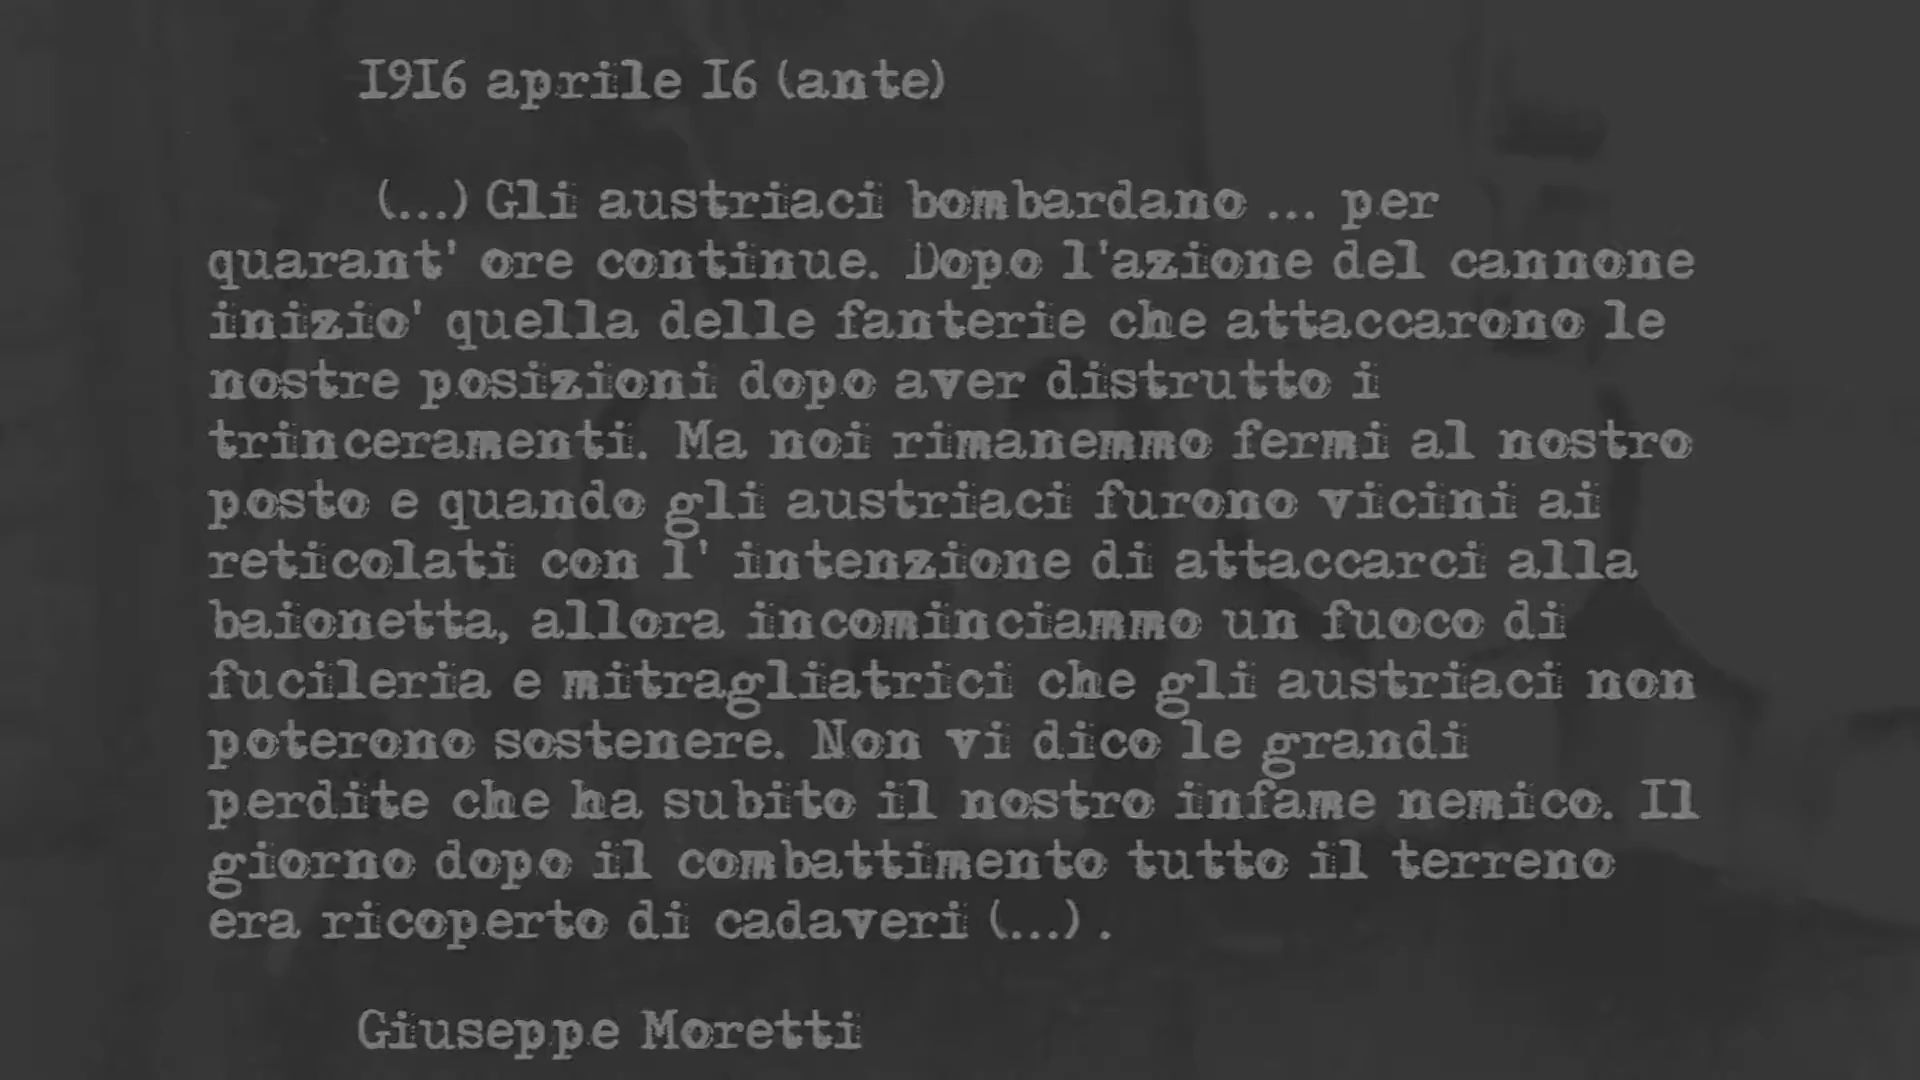 1916 aprile 16 (ante)
(...) Gli austriaci bombardano ... per
quarant' ore continue. Dopo l'azione del cannone
inizio' quella delle fanterie che attaccarono le
nostre posizioni dopo aver distrutto i
trinceramenti. Ma noi rimanemmo fermi al nostro
posto e quando gli austriaci furono vicini ai
reticolati con l' intenzione di attaccarci alla
baionetta, allora incominciammo un fuoco di
fucileria e mitragliatrici che gli austriaci non
poterono sostenere. Non vi dico le grandi
perdite che ha subito il nostro infame nemico. Il
giorno dopo il combattimento tutto il terreno
era ricoperto di cadaveri (...).
Giuseppe Moretti